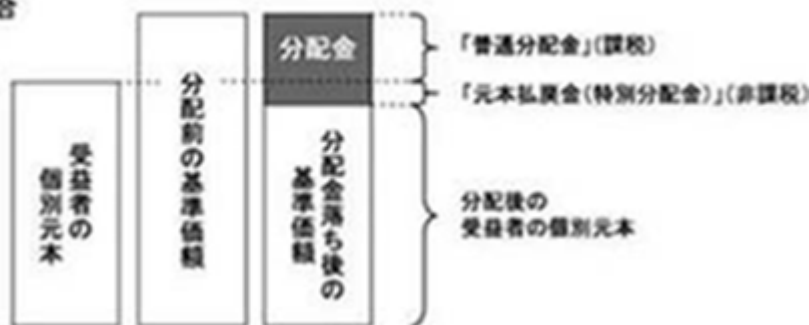 合
受益者の
個別元本
分配前の基準価額
分配金
分配金落ち後の
基準価額
「普通分配金」(課税)
「元本払戻金(特別分配金)」(非課税)
分配後の
受益者の個別元本